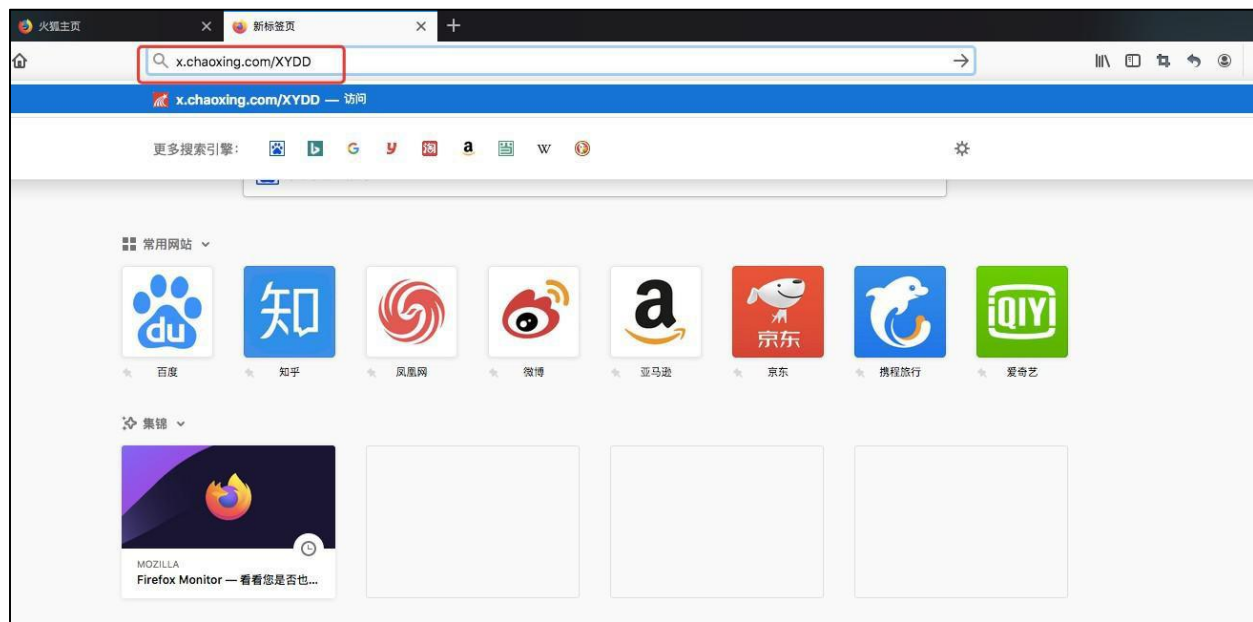 火狐主页
新标签页
x.chaoxing.com/XYDD
x.chaoxing.com/XYDD — 访问
更多搜索引擎:
G
y
淘
a
当
W
常用网站
du
知
a
京东
iQIYI
百度
知乎
凤凰网
微博
亚马逊
京东
携程旅行
爱奇艺
集锦
MOZILLA
Firefox Monitor — 看看您是否也...